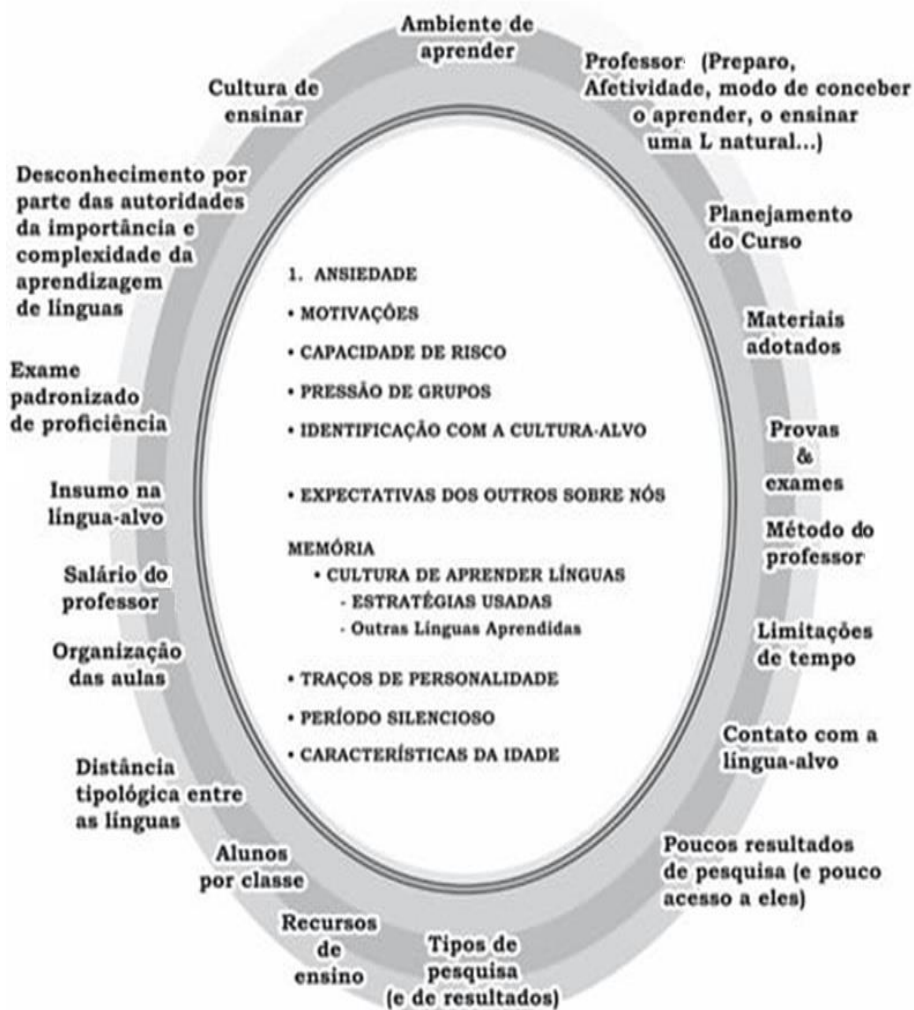 Ambiente de
aprender
Professor (Preparo,
Afetividade, modo de conceber
o aprender, o ensinar
uma L natural...)
Planejamento
do Curso
Materiais
adotados
Provas
&
exames
Método do
professor
Limitações
de tempo
Contato com a
língua-alvo
Poucos resultados
de pesquisa (e pouco
acesso a eles)
Tipos de
pesquisa
(e de resultados)
Recursos
de
ensino
Alunos
por classe
Distância
tipológica entre
as línguas
Organização
das aulas
Salário do
professor
Insumo na
língua-alvo
Exame
padronizado
de proficiência
Desconhecimento por
parte das autoridades
da importância e
complexidade da
aprendizagem
de línguas
Cultura de
ensinar
1. ANSIEDADE
• MOTIVAÇÕES
• CAPACIDADE DE RISCO
• PRESSÃO DE GRUPOS
• IDENTIFICAÇÃO COM A CULTURA-ALVO
• EXPECTATIVAS DOS OUTROS SOBRE NÓS
MEMÓRIA
• CULTURA DE APRENDER LÍNGUAS
- ESTRATÉGIAS USADAS
- Outras Línguas Aprendidas
• TRAÇOS DE PERSONALIDADE
• PERÍODO SILENCIOSO
• CARACTERÍSTICAS DA IDADE